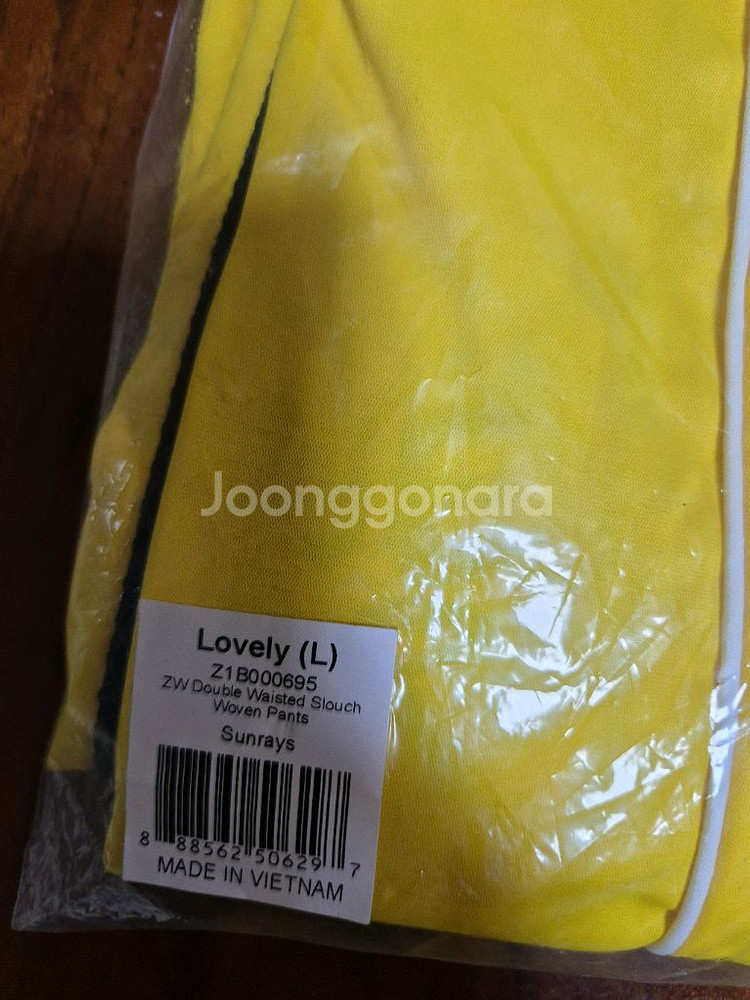 Joonggonara
Lovely (L)
Z1B000695
ZW Double Waisted Slouch
Woven Pants
Sunrays
8 88562 50629 7
MADE IN VIETNAM